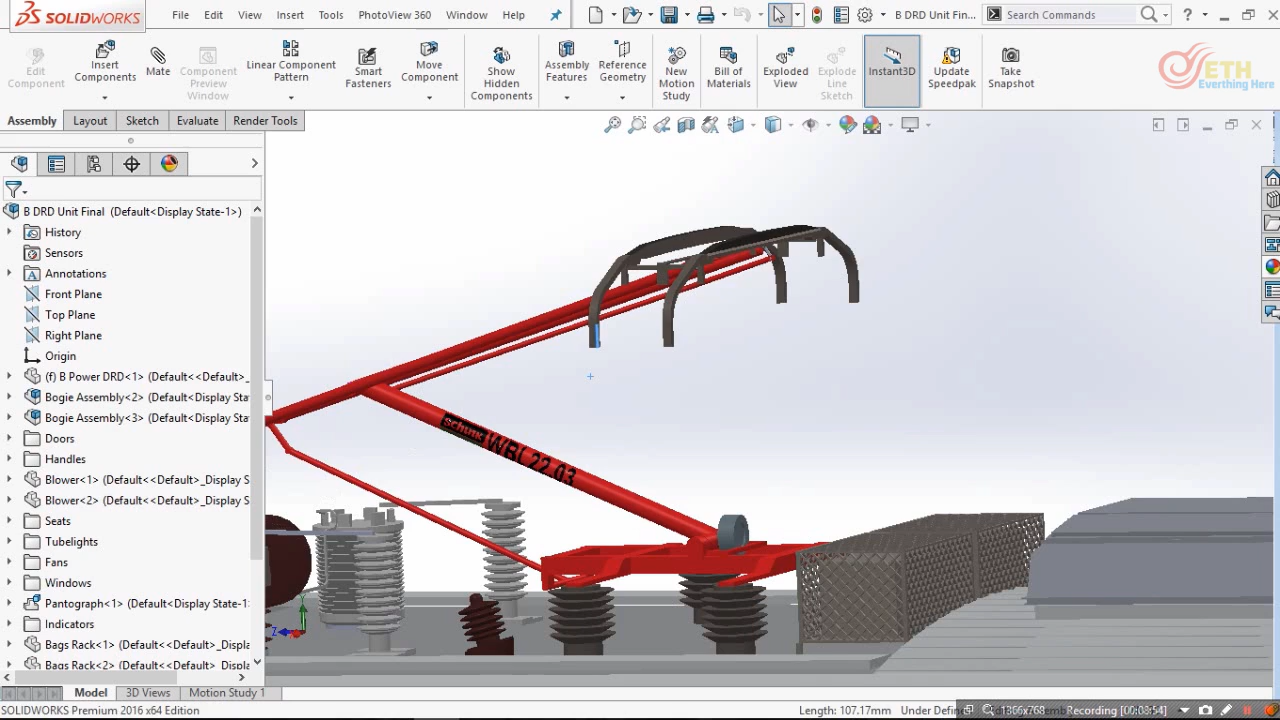 SOLIDWORKS File Edit View Insert Tools PhotoView 360 Window Help B DRD Unit Fin... Search Commands ?
Edit Component
Insert Components
Mate
Component Preview Window
Linear Component Pattern
Smart Fasteners
Move Component
Show Hidden Components
Assembly Features
Reference Geometry
New Motion Study
Bill of Materials
Exploded View
Explode Line Sketch
Instant3D
Update Speedpak
Take Snapshot
ETH
Everthing Here
Assembly Layout Sketch Evaluate Render Tools
B DRD Unit Final (Default<Display State-1>)
History
Sensors
Annotations
Front Plane
Top Plane
Right Plane
Origin
(f) B Power DRD<1> (Default<<Default>_
Bogie Assembly<2> (Default<Display Sta
Bogie Assembly<3> (Default<Display Sta
Doors
Handles
Blower<1> (Default<<Default>_Display S
Blower<2> (Default<<Default>_Display S
Seats
Tubelights
Fans
Windows
Pantograph<1> (Default<Display State-1
Indicators
Bags Rack<1> (Default<<Default>_Displa
Bags Rack<2> (Default<<Default>_Displa
schunk WBL 22.03
Z
Y
Model 3D Views Motion Study 1
SOLIDWORKS Premium 2016 x64 Edition Length: 107.17mm Under Define 1366x768 Recording [00:08:54]